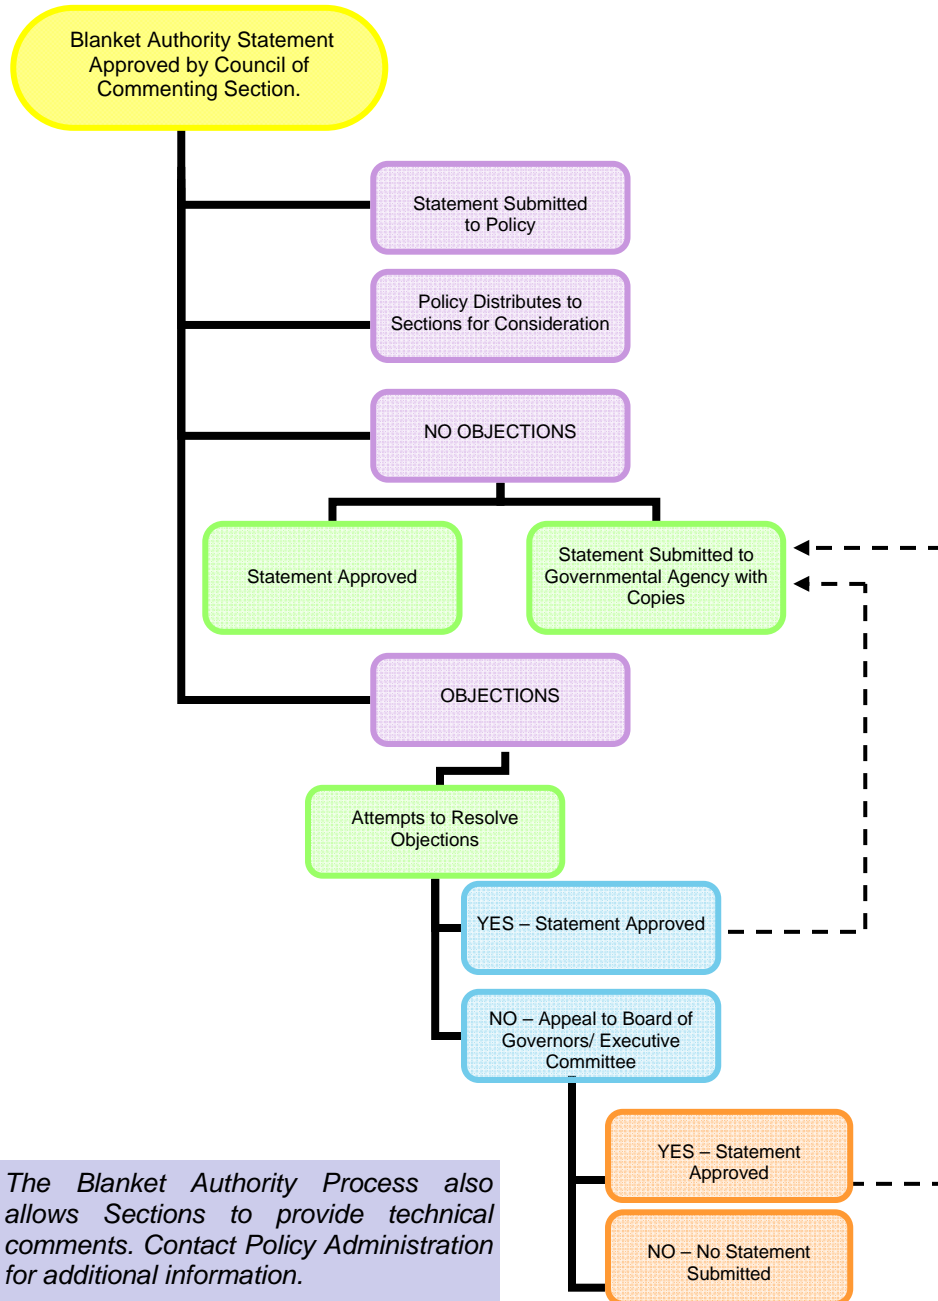 Blanket Authority Statement
Approved by Council of
Commenting Section.
Statement Submitted
to Policy
Policy Distributes to
Sections for Consideration
NO OBJECTIONS
Statement Approved
Statement Submitted to
Governmental Agency with
Copies
OBJECTIONS
Attempts to Resolve
Objections
YES – Statement Approved
NO – Appeal to Board of
Governors/ Executive
Committee
YES – Statement
Approved
NO – No Statement
Submitted
The Blanket Authority Process also
allows Sections to provide technical
comments. Contact Policy Administration
for additional information.